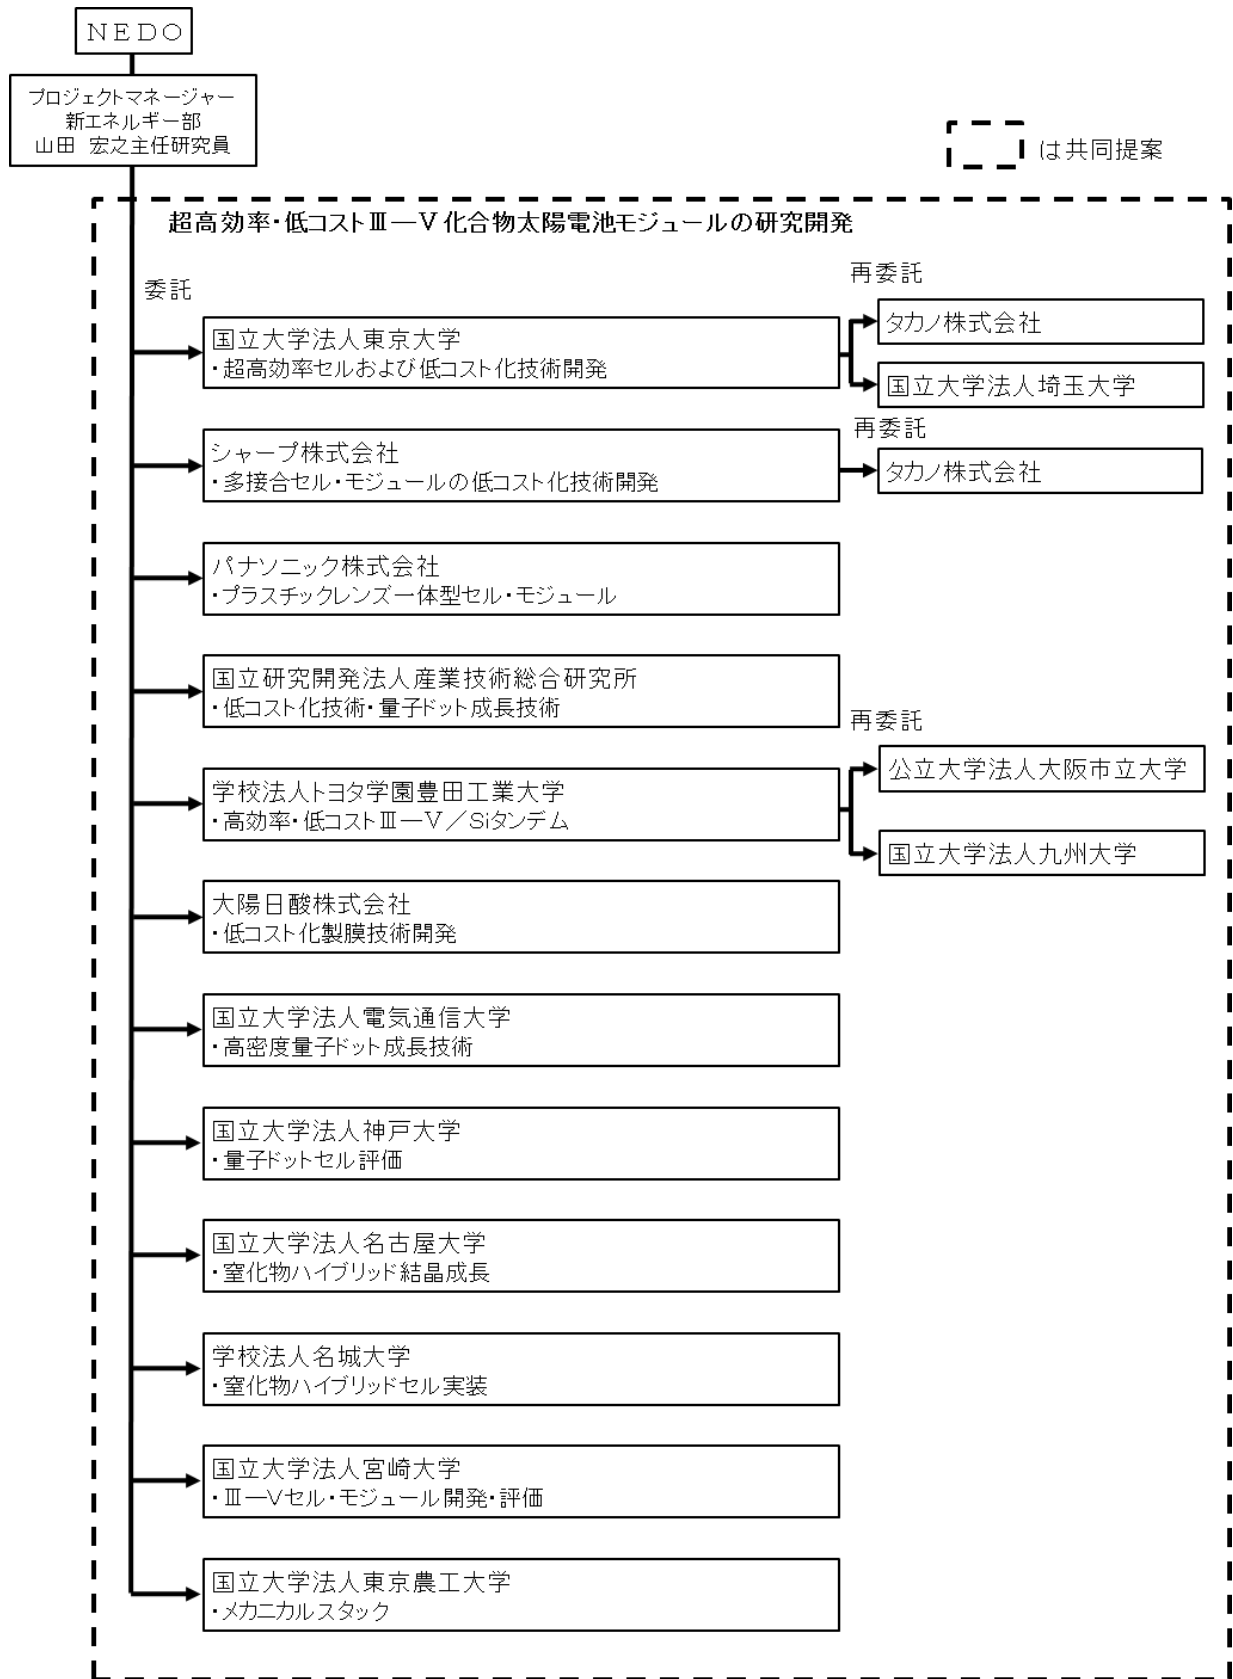 ＮＥＤＯ
プロジェクトマネージャー
新エネルギー部
山田 宏之主任研究員
は共同提案
超高効率・低コストⅢ―Ⅴ化合物太陽電池モジュールの研究開発
委託
再委託
国立大学法人東京大学
・超高効率セルおよび低コスト化技術開発
タカノ株式会社
国立大学法人埼玉大学
再委託
シャープ株式会社
・多接合セル・モジュールの低コスト化技術開発
タカノ株式会社
パナソニック株式会社
・プラスチックレンズ一体型セル・モジュール
国立研究開発法人産業技術総合研究所
・低コスト化技術・量子ドット成長技術
再委託
学校法人トヨタ学園豊田工業大学
・高効率・低コストⅢ―Ⅴ／Siタンデム
公立大学法人大阪市立大学
国立大学法人九州大学
大陽日酸株式会社
・低コスト化製膜技術開発
国立大学法人電気通信大学
・高密度量子ドット成長技術
国立大学法人神戸大学
・量子ドットセル評価
国立大学法人名古屋大学
・窒化物ハイブリッド結晶成長
学校法人名城大学
・窒化物ハイブリッドセル実装
国立大学法人宮崎大学
・Ⅲ―Ⅴセル・モジュール開発・評価
国立大学法人東京農工大学
・メカニカルスタック